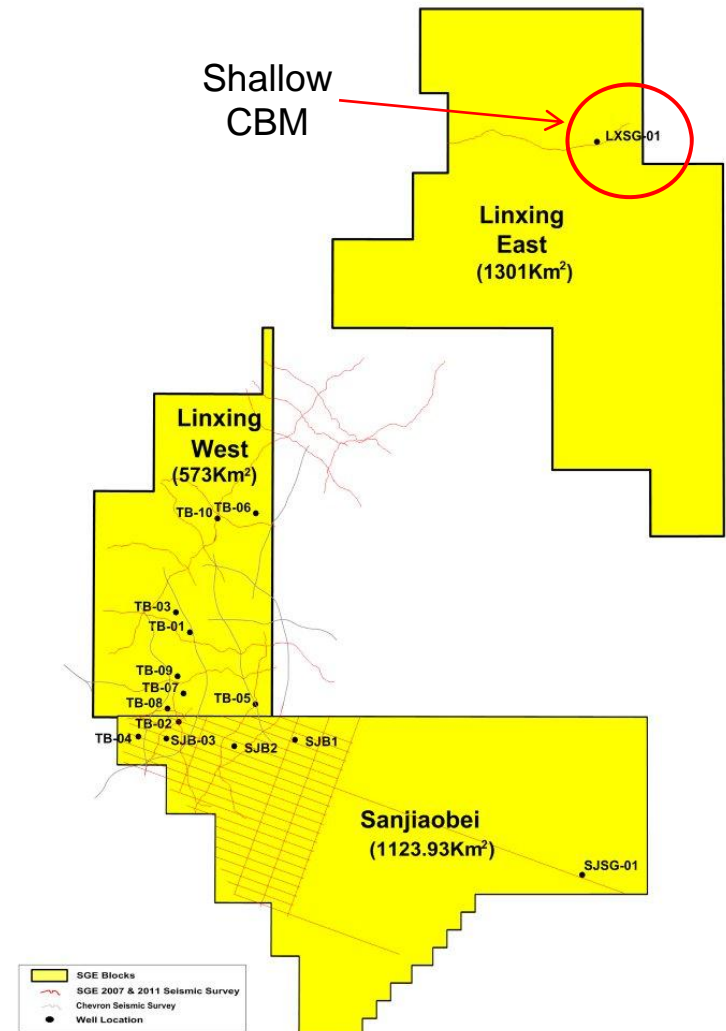 Shallow
CBM
LXSG-01
Linxing
East
(1301Km²)
Linxing
West
(573Km²)
TB-10
TB-06
TB-03
TB-01
TB-09
TB-07
TB-08
TB-05
TB-02
TB-04
SJB-03
SJB2
SJB1
Sanjiaobei
(1123.93Km²)
SJSG-01
SGE Blocks
SGE 2007 & 2011 Seismic Survey
Chevron Seismic Survey
Well Location